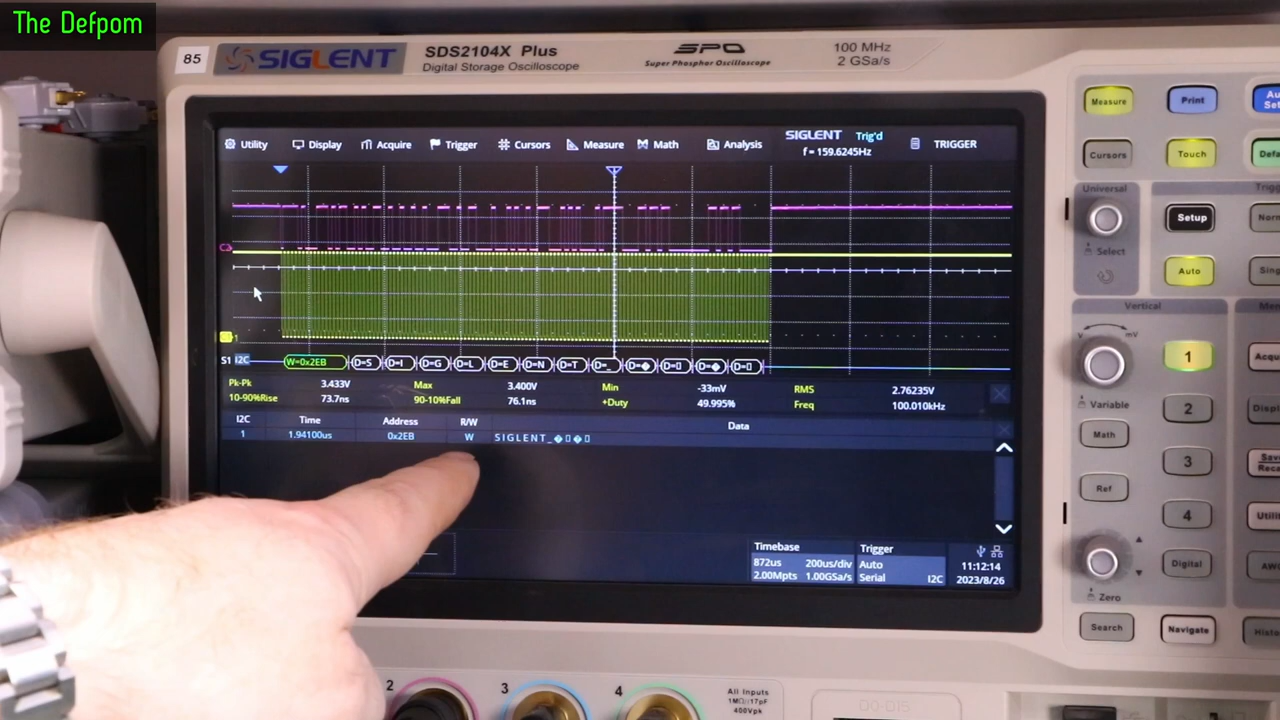 The Defpom
85
SIGLENT
SDS2104X Plus
Digital Storage Oscilloscope
SPO
Super Phosphor Oscilloscope
100 MHz
2 GSa/s
Utility
Display
Acquire
Trigger
Cursors
Measure
Math
Analysis
SIGLENT Trig'd
f = 159.6245Hz
TRIGGER
S1 I2C
W=0x2EB D=S D=I D=G D=L D=E D=N D=T D=_ D=� D=▯ D=� D=▯
Pk-Pk 3.433V Max 3.400V Min -33mV RMS 2.76235V
10-90%Rise 73.7ns 90-10%Fall 76.1ns +Duty 49.995% Freq 100.010kHz
I2C Time Address R/W Data
1 1.94100us 0x2EB W SIGLENT_�▯�▯
Timebase
872us 200us/div
2.00Mpts 1.00GSa/s
Trigger
Auto
Serial I2C
11:12:14
2023/8/26
Measure
Print
Cursors
Touch
Universal
Select
Setup
Auto
Vertical
mV
Variable
Math
Ref
Zero
1
2
3
4
Digital
Search
Navigate
2
3
4
All Inputs
1MΩ//17pF
400Vpk
D0-D15